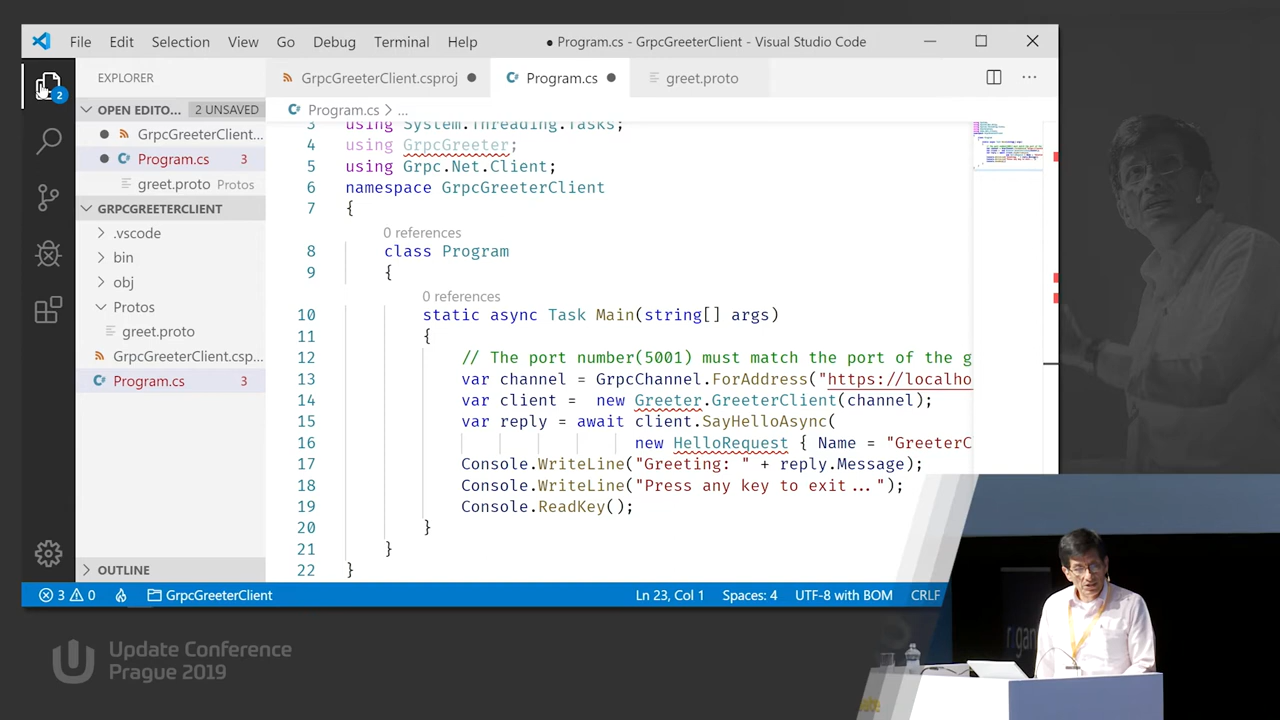 File Edit Selection View Go Debug Terminal Help
● Program.cs - GrpcGreeterClient - Visual Studio Code
EXPLORER
GrpcGreeterClient.csproj
Program.cs
greet.proto
OPEN EDITO... 2 UNSAVED
Program.cs > ...
GrpcGreeterClient...
Program.cs 3
greet.proto Protos
GRPCGREETERCLIENT
.vscode
bin
obj
Protos
greet.proto
GrpcGreeterClient.csp...
Program.cs 3
OUTLINE
2
3 using System.Threading.Tasks;
4 using GrpcGreeter;
5 using Grpc.Net.Client;
6 namespace GrpcGreeterClient
7 {
0 references
8 class Program
9 {
0 references
10 static async Task Main(string[] args)
11 {
12 // The port number(5001) must match the port of the g
13 var channel = GrpcChannel.ForAddress("https://localho
14 var client = new Greeter.GreeterClient(channel);
15 var reply = await client.SayHelloAsync(
16 new HelloRequest { Name = "GreeterC
17 Console.WriteLine("Greeting: " + reply.Message);
18 Console.WriteLine("Press any key to exit...");
19 Console.ReadKey();
20 }
21 }
22 }
3 0 GrpcGreeterClient
Ln 23, Col 1 Spaces: 4 UTF-8 with BOM CRLF
Update Conference
Prague 2019